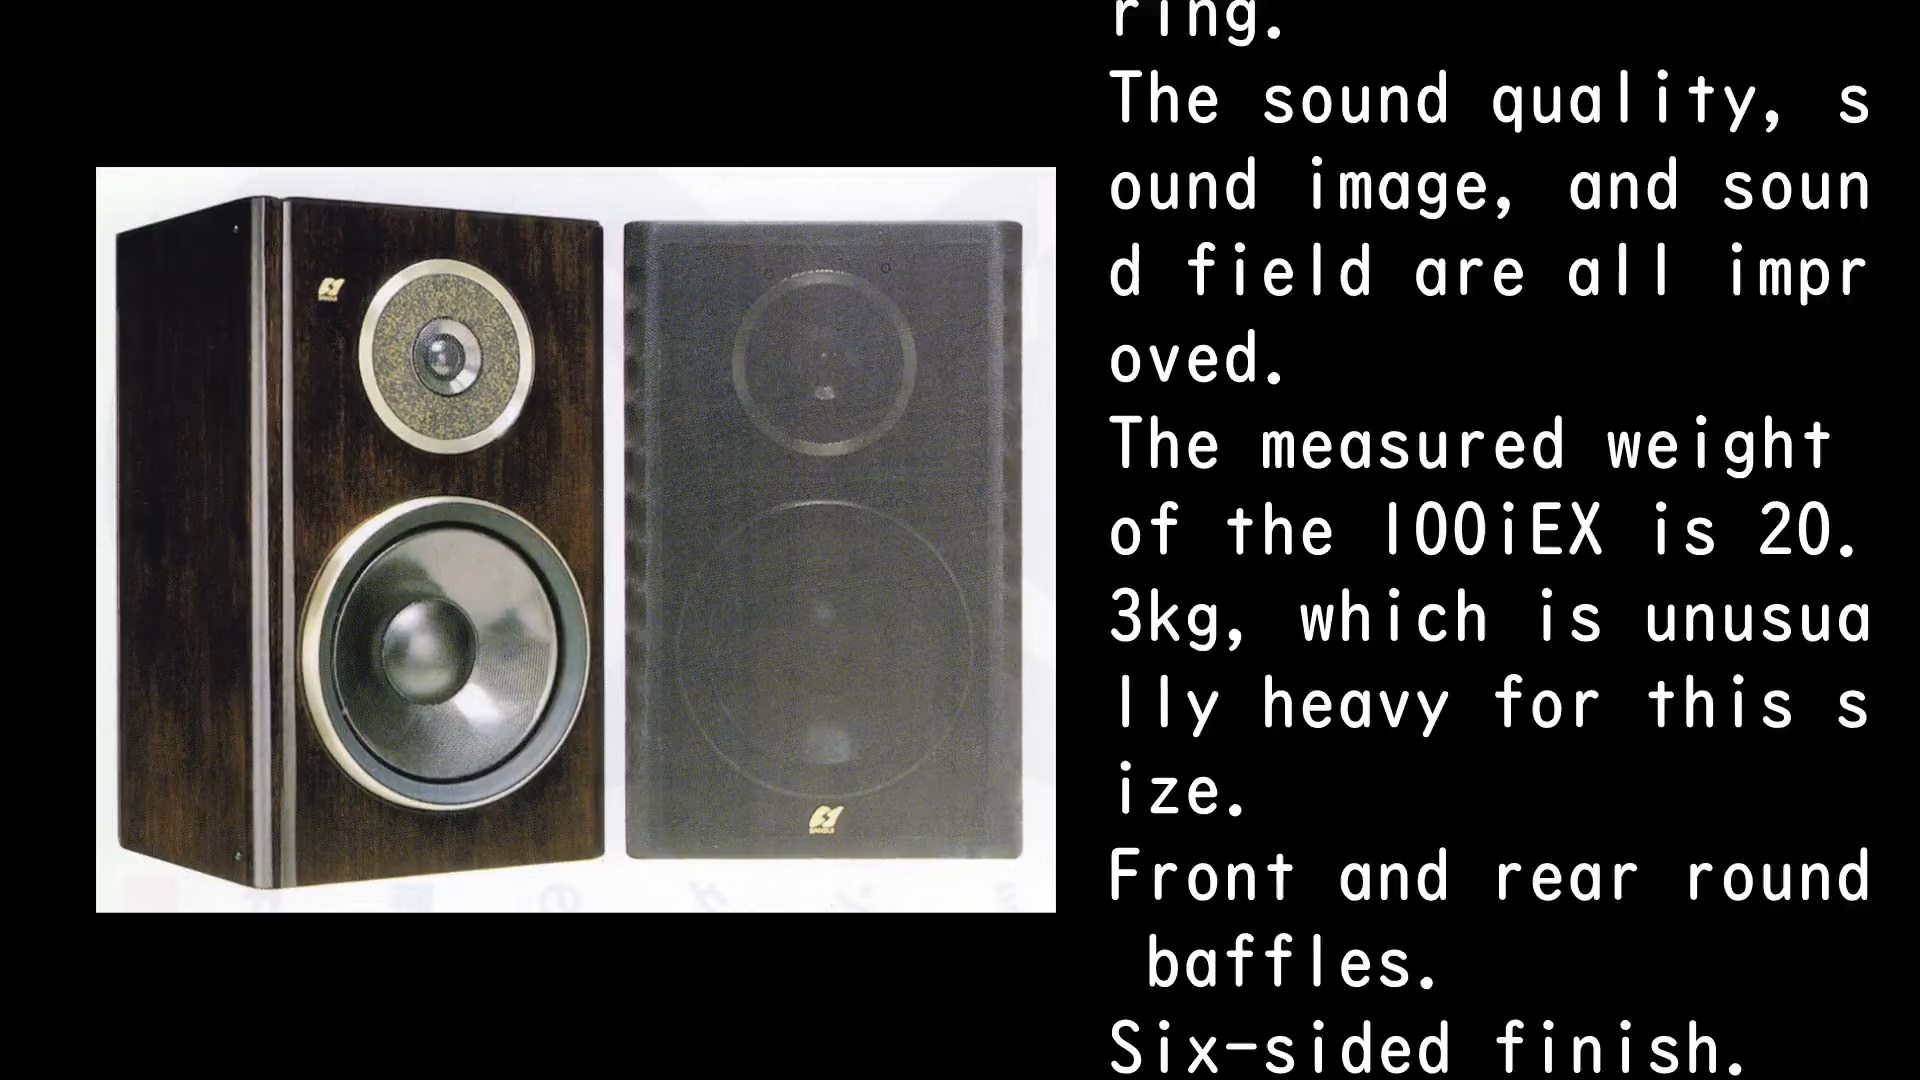 ring.
The sound quality, s
ound image, and soun
d field are all impr
oved.
The measured weight
of the 100iEX is 20.
3kg, which is unusua
lly heavy for this s
ize.
Front and rear round
baffles.
Six-sided finish.
SANSUI
SANSUI